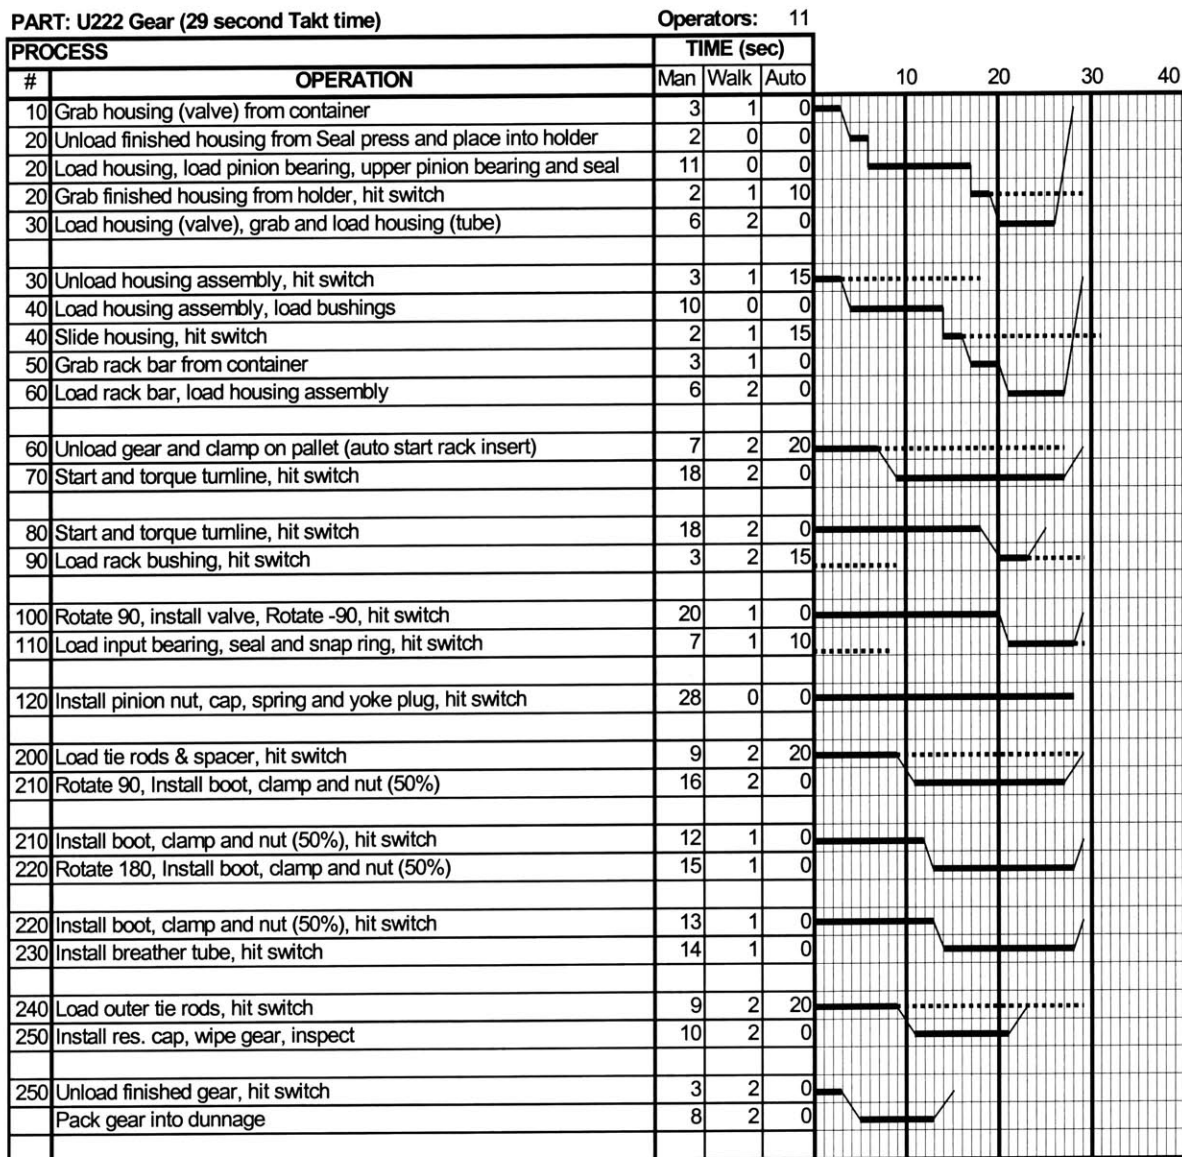 PART: U222 Gear (29 second Takt time) Operators: 11
PROCESS TIME (sec)
# OPERATION Man Walk Auto 10 20 30 40
10 Grab housing (valve) from container 3 1 0
20 Unload finished housing from Seal press and place into holder 2 0 0
20 Load housing, load pinion bearing, upper pinion bearing and seal 11 0 0
20 Grab finished housing from holder, hit switch 2 1 10
30 Load housing (valve), grab and load housing (tube) 6 2 0
30 Unload housing assembly, hit switch 3 1 15
40 Load housing assembly, load bushings 10 0 0
40 Slide housing, hit switch 2 1 15
50 Grab rack bar from container 3 1 0
60 Load rack bar, load housing assembly 6 2 0
60 Unload gear and clamp on pallet (auto start rack insert) 7 2 20
70 Start and torque turnline, hit switch 18 2 0
80 Start and torque turnline, hit switch 18 2 0
90 Load rack bushing, hit switch 3 2 15
100 Rotate 90, install valve, Rotate -90, hit switch 20 1 0
110 Load input bearing, seal and snap ring, hit switch 7 1 10
120 Install pinion nut, cap, spring and yoke plug, hit switch 28 0 0
200 Load tie rods & spacer, hit switch 9 2 20
210 Rotate 90, Install boot, clamp and nut (50%) 16 2 0
210 Install boot, clamp and nut (50%), hit switch 12 1 0
220 Rotate 180, Install boot, clamp and nut (50%) 15 1 0
220 Install boot, clamp and nut (50%), hit switch 13 1 0
230 Install breather tube, hit switch 14 1 0
240 Load outer tie rods, hit switch 9 2 20
250 Install res. cap, wipe gear, inspect 10 2 0
250 Unload finished gear, hit switch 3 2 0
Pack gear into dunnage 8 2 0